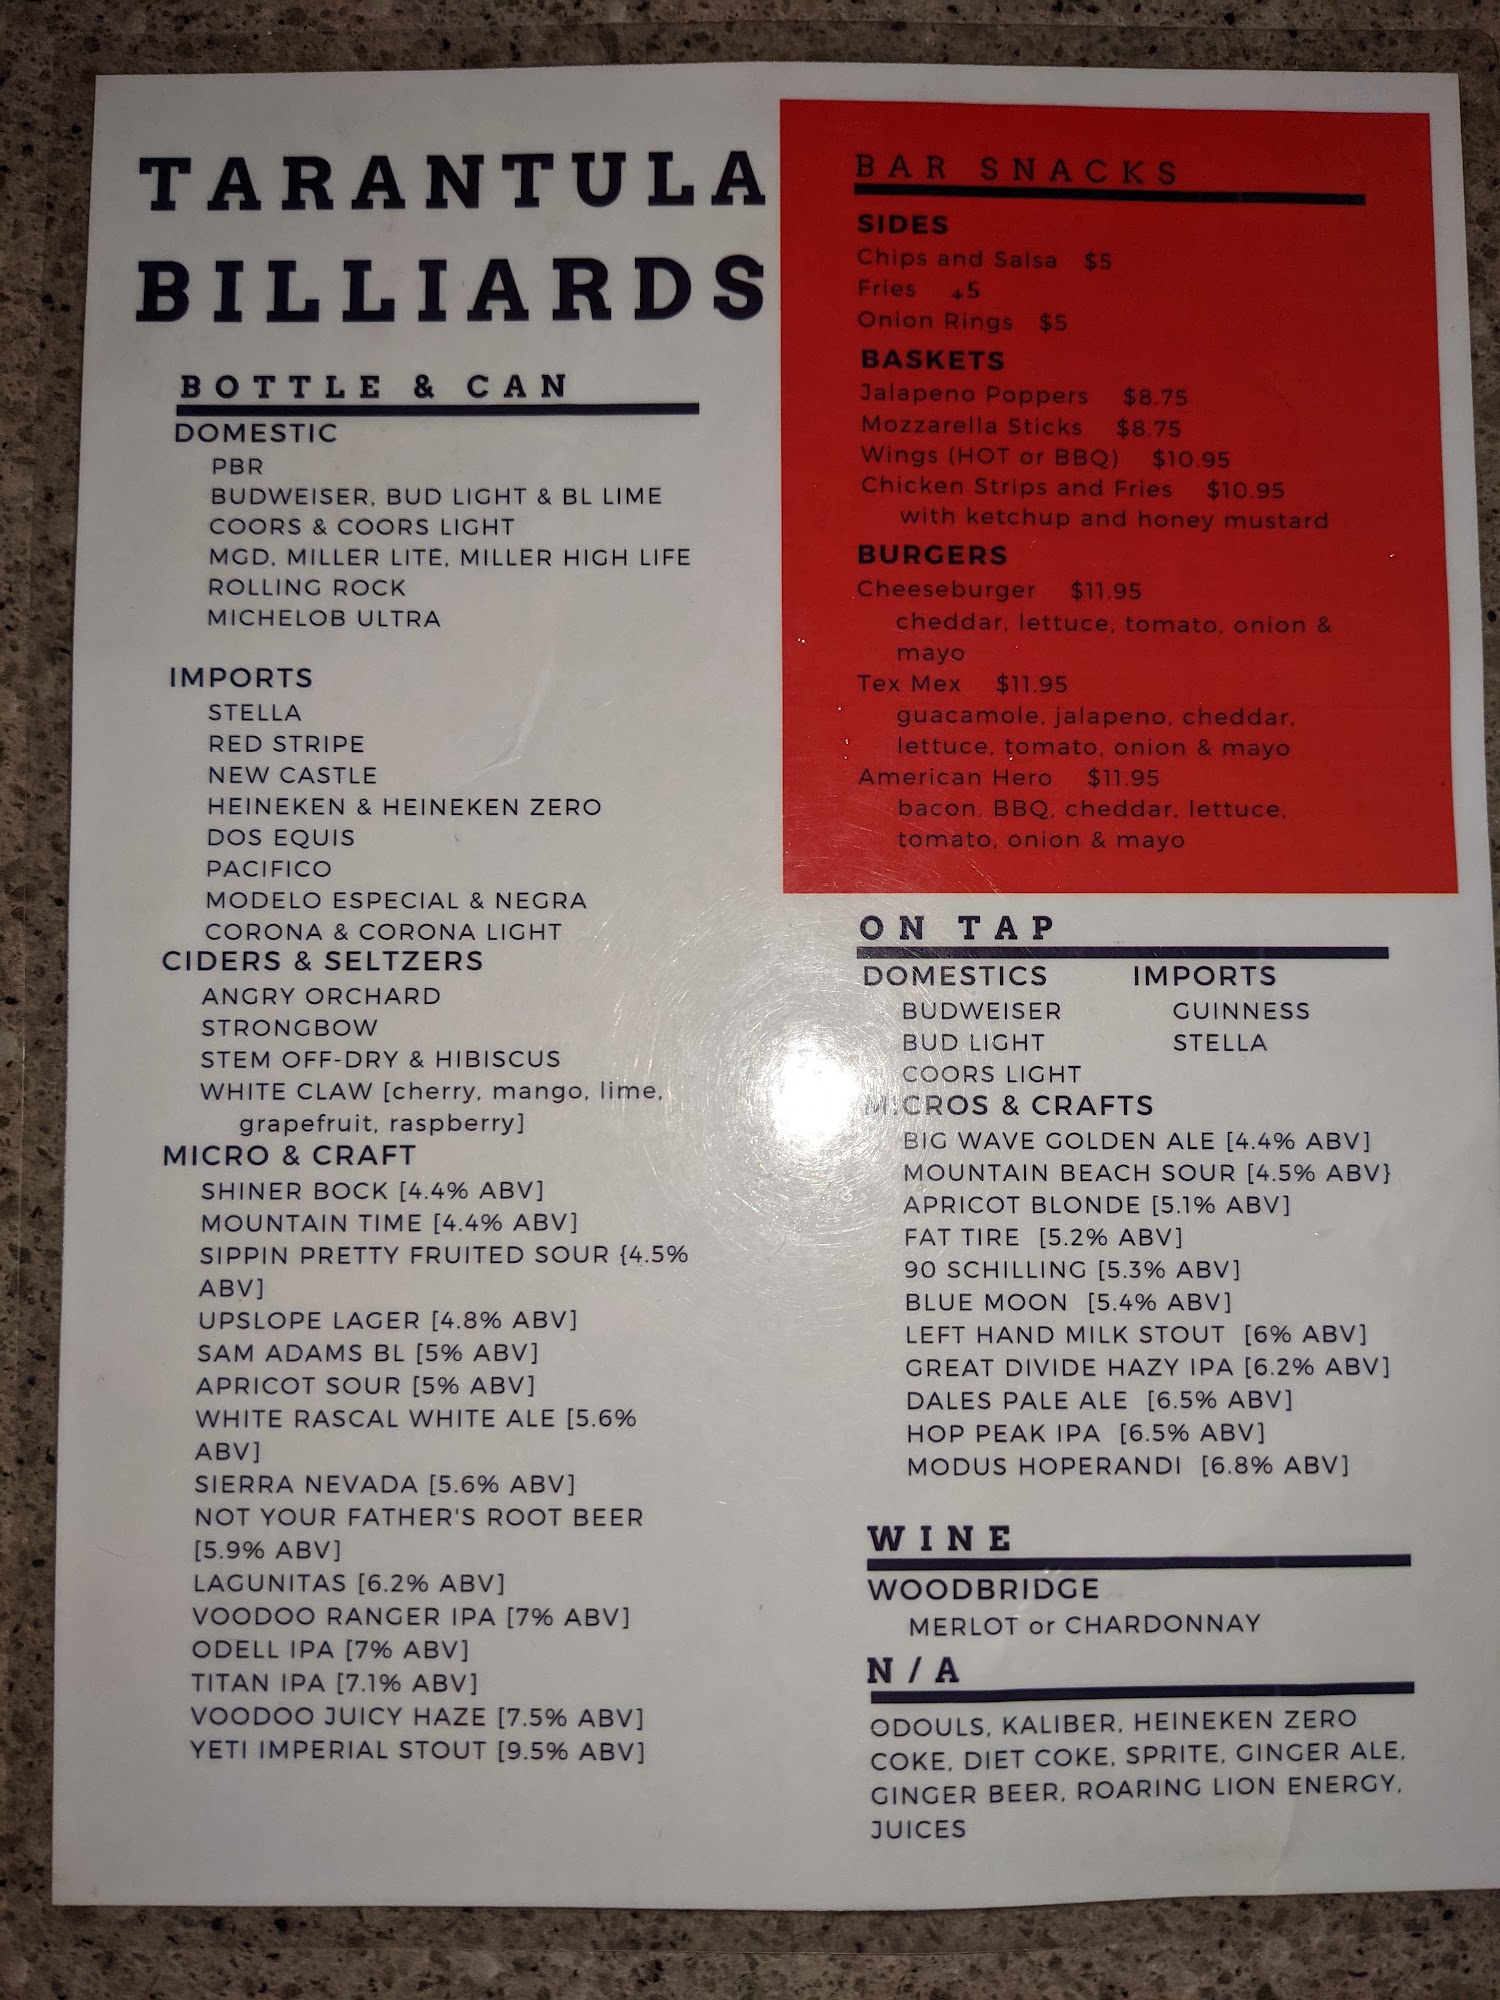 TARANTULA
BILLIARDS
BOTTLE & CAN
DOMESTIC
PBR
BUDWEISER, BUD LIGHT & BL LIME
COORS & COORS LIGHT
MGD, MILLER LITE, MILLER HIGH LIFE
ROLLING ROCK
MICHELOB ULTRA
IMPORTS
STELLA
RED STRIPE
NEW CASTLE
HEINEKEN & HEINEKEN ZERO
DOS EQUIS
PACIFICO
MODELO ESPECIAL & NEGRA
CORONA & CORONA LIGHT
CIDERS & SELTZERS
ANGRY ORCHARD
STRONGBOW
STEM OFF-DRY & HIBISCUS
WHITE CLAW [cherry, mango, lime,
grapefruit, raspberry]
MICRO & CRAFT
SHINER BOCK [4.4% ABV]
MOUNTAIN TIME [4.4% ABV]
SIPPIN PRETTY FRUITED SOUR {4.5%
ABV]
UPSLOPE LAGER [4.8% ABV]
SAM ADAMS BL [5% ABV]
APRICOT SOUR [5% ABV]
WHITE RASCAL WHITE ALE [5.6%
ABV]
SIERRA NEVADA [5.6% ABV]
NOT YOUR FATHER'S ROOT BEER
[5.9% ABV]
LAGUNITAS [6.2% ABV]
VOODOO RANGER IPA [7% ABV]
ODELL IPA [7% ABV]
TITAN IPA [7.1% ABV]
VOODOO JUICY HAZE [7.5% ABV]
YETI IMPERIAL STOUT [9.5% ABV]
BAR SNACKS
SIDES
Chips and Salsa $5
Fries +5
Onion Rings $5
BASKETS
Jalapeno Poppers $8.75
Mozzarella Sticks $8.75
Wings (HOT or BBQ) $10.95
Chicken Strips and Fries $10.95
with ketchup and honey mustard
BURGERS
Cheeseburger $11.95
cheddar, lettuce, tomato, onion &
mayo
Tex Mex $11.95
guacamole, jalapeno, cheddar,
lettuce, tomato, onion & mayo
American Hero $11.95
bacon, BBQ, cheddar, lettuce,
tomato, onion & mayo
ON TAP
DOMESTICS
BUDWEISER
BUD LIGHT
COORS LIGHT
IMPORTS
GUINNESS
STELLA
MICROS & CRAFTS
BIG WAVE GOLDEN ALE [4.4% ABV]
MOUNTAIN BEACH SOUR [4.5% ABV}
APRICOT BLONDE [5.1% ABV]
FAT TIRE [5.2% ABV]
90 SCHILLING [5.3% ABV]
BLUE MOON [5.4% ABV]
LEFT HAND MILK STOUT [6% ABV]
GREAT DIVIDE HAZY IPA [6.2% ABV]
DALES PALE ALE [6.5% ABV]
HOP PEAK IPA [6.5% ABV]
MODUS HOPERANDI [6.8% ABV]
WINE
WOODBRIDGE
MERLOT or CHARDONNAY
N/A
ODOULS, KALIBER, HEINEKEN ZERO
COKE, DIET COKE, SPRITE, GINGER ALE,
GINGER BEER, ROARING LION ENERGY,
JUICES